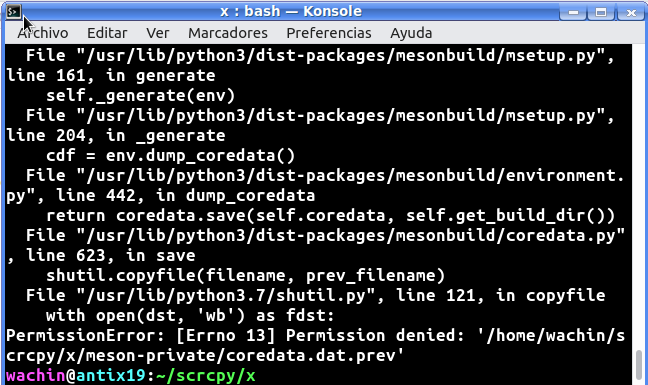 x : bash — Konsole
Archivo Editar Ver Marcadores Preferencias Ayuda
File "/usr/lib/python3/dist-packages/mesonbuild/msetup.py",
line 161, in generate
self._generate(env)
File "/usr/lib/python3/dist-packages/mesonbuild/msetup.py",
line 204, in _generate
cdf = env.dump_coredata()
File "/usr/lib/python3/dist-packages/mesonbuild/environment.
py", line 442, in dump_coredata
return coredata.save(self.coredata, self.get_build_dir())
File "/usr/lib/python3/dist-packages/mesonbuild/coredata.py"
, line 623, in save
shutil.copyfile(filename, prev_filename)
File "/usr/lib/python3.7/shutil.py", line 121, in copyfile
with open(dst, 'wb') as fdst:
PermissionError: [Errno 13] Permission denied: '/home/wachin/s
crcpy/x/meson-private/coredata.dat.prev'
wachin@antix19:~/scrcpy/x